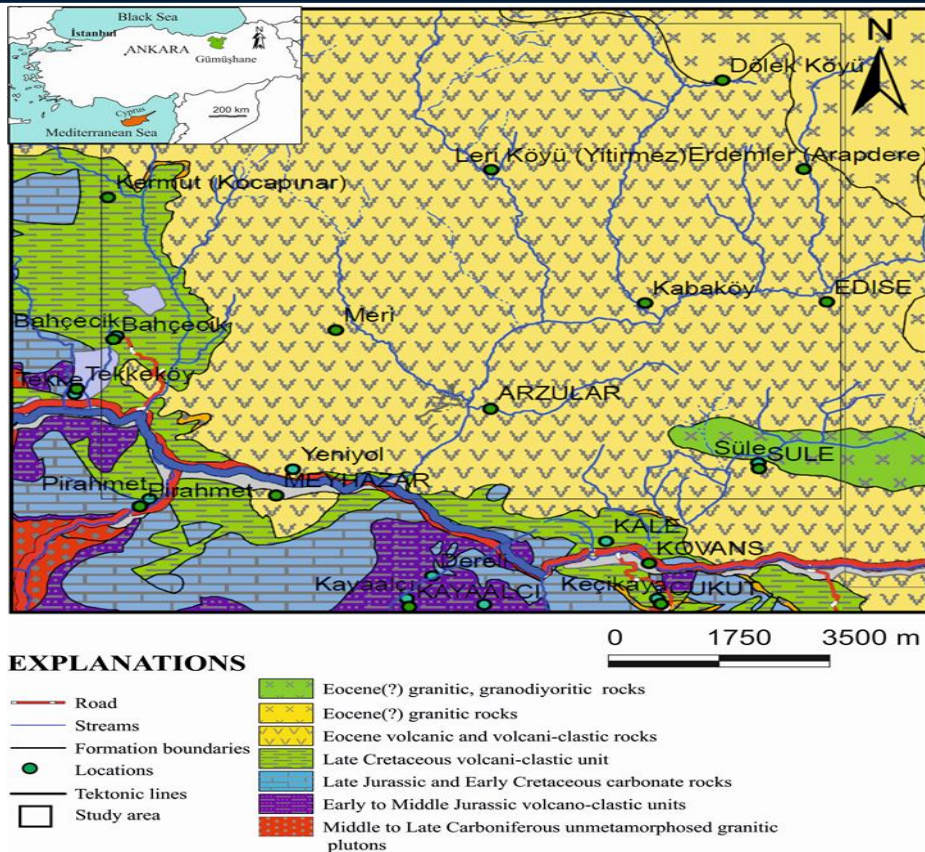 Black Sea
İstanbul
N
ANKARA
Gümüşhane
200 km
Cyprus
Mediterranean Sea
N
Dölek Köyü
Leri Köyü (Yitirmez)
Erdemler (Arapdere)
Kermut (Kocapınar)
Kabaköy
EDISE
Bahçecik
Bahçecik
Meri
Tekke
Tekkeköy
ARZULAR
Süle
SULE
Yeniyol
MEYHAZAR
Pirahmet
Pirahmet
KALE
KOVANS
Dereli
Kayaalçı
KAYAALCI
Keçikaya
CUKUT
0 1750 3500 m
EXPLANATIONS
Road
Streams
Formation boundaries
Locations
Tektonic lines
Study area
Eocene(?) granitic, granodiyoritic rocks
Eocene(?) granitic rocks
Eocene volcanic and volcani-clastic rocks
Late Cretaceous volcani-clastic unit
Late Jurassic and Early Cretaceous carbonate rocks
Early to Middle Jurassic volcano-clastic units
Middle to Late Carboniferous unmetamorphosed granitic
plutons